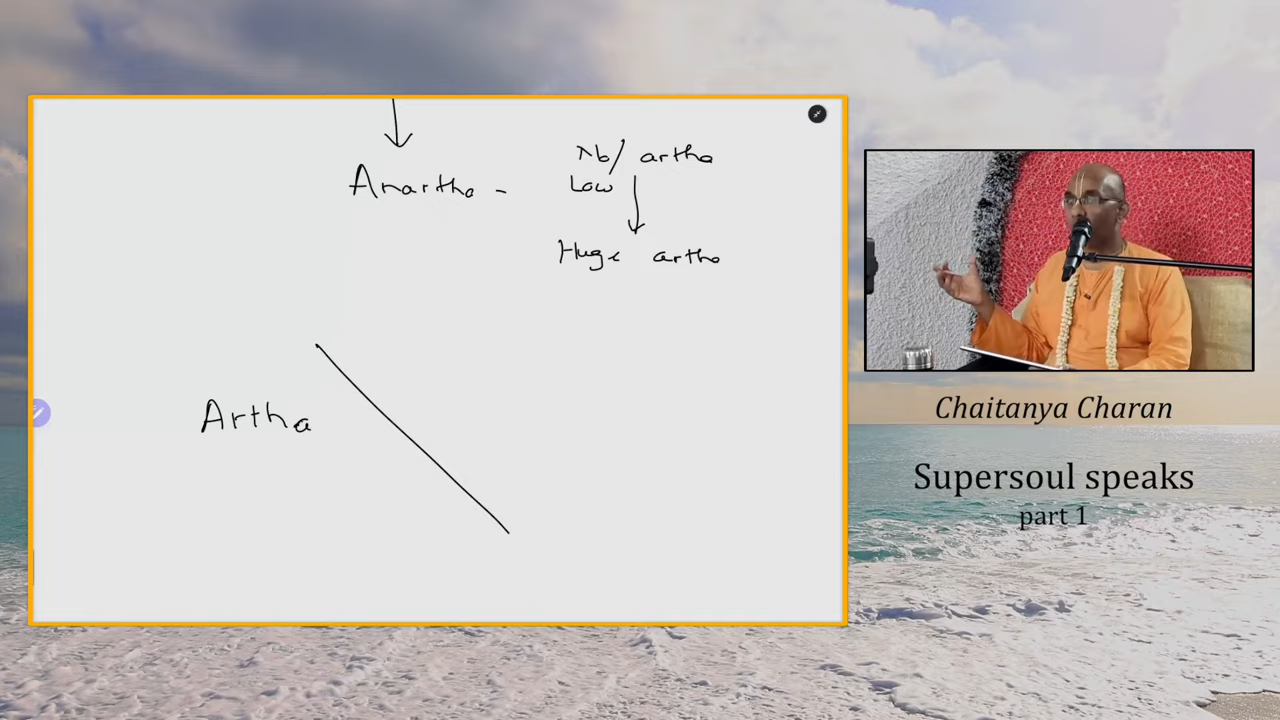 Anartha -
No/ artha
Low
Huge artha
Artha
Chaitanya Charan
Supersoul speaks
part 1